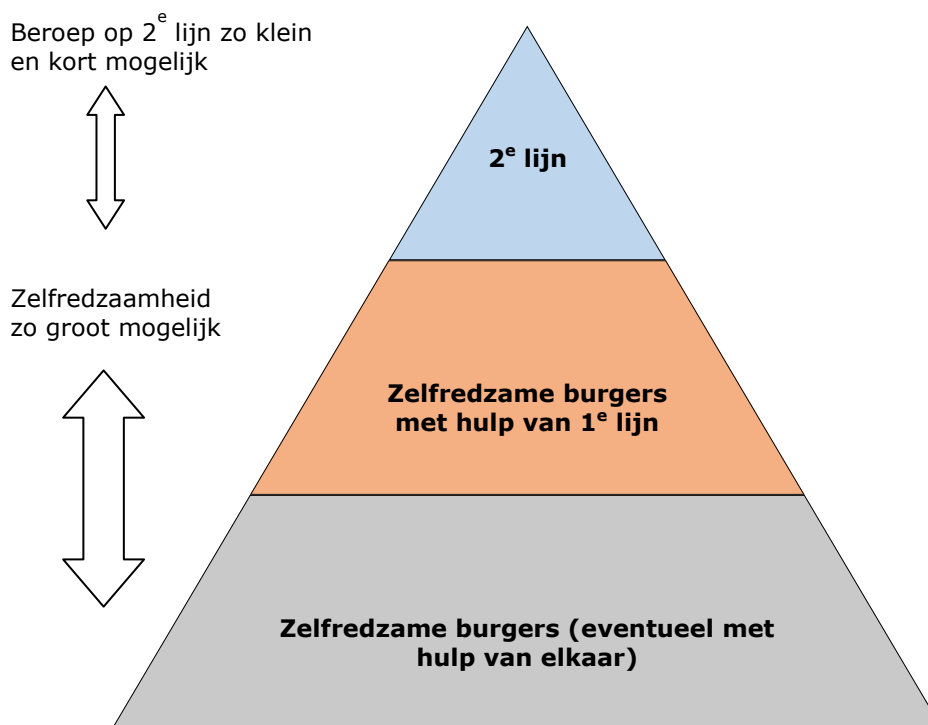 Beroep op 2e lijn zo klein
en kort mogelijk
2e lijn
Zelfredzaamheid
zo groot mogelijk
Zelfredzame burgers
met hulp van 1e lijn
Zelfredzame burgers (eventueel met
hulp van elkaar)